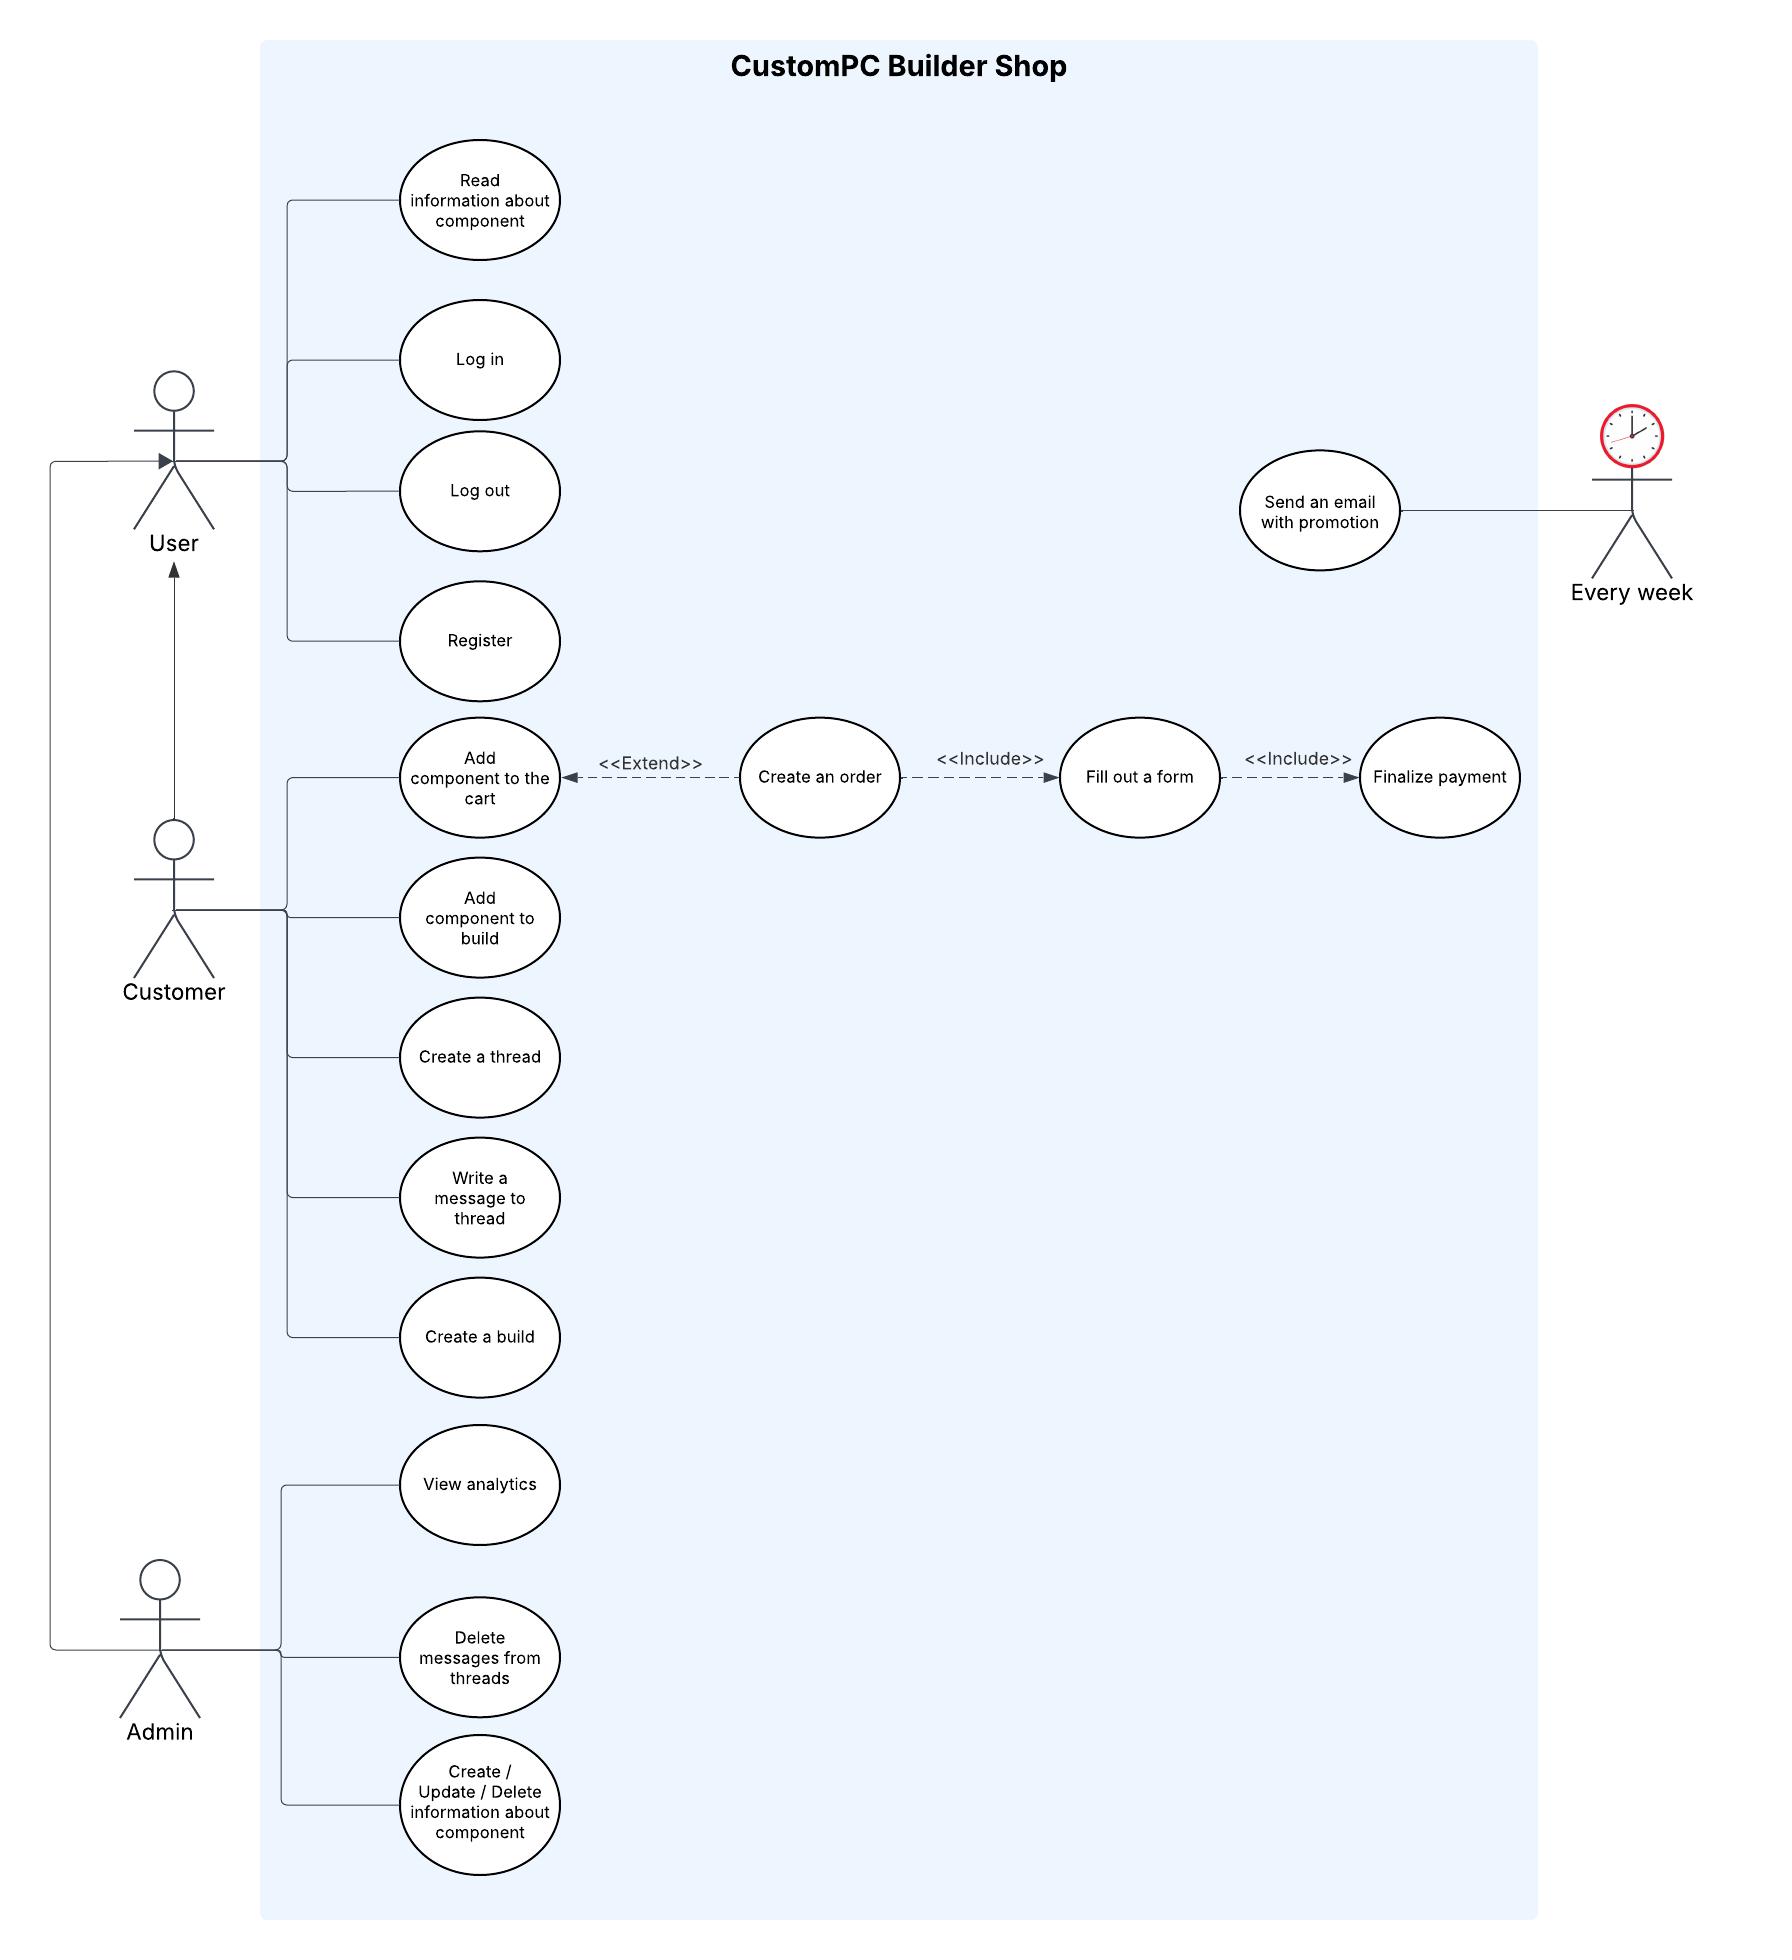 CustomPC Builder Shop
Read
information about
component
Log in
Log out
User
Register
Send an email
with promotion
Every week
Add
component to the
cart
<<Extend>>
Create an order
<<Include>>
Fill out a form
<<Include>>
Finalize payment
Add
component to
build
Customer
Create a thread
Write a
message to
thread
Create a build
View analytics
Delete
messages from
threads
Admin
Create /
Update / Delete
information about
component